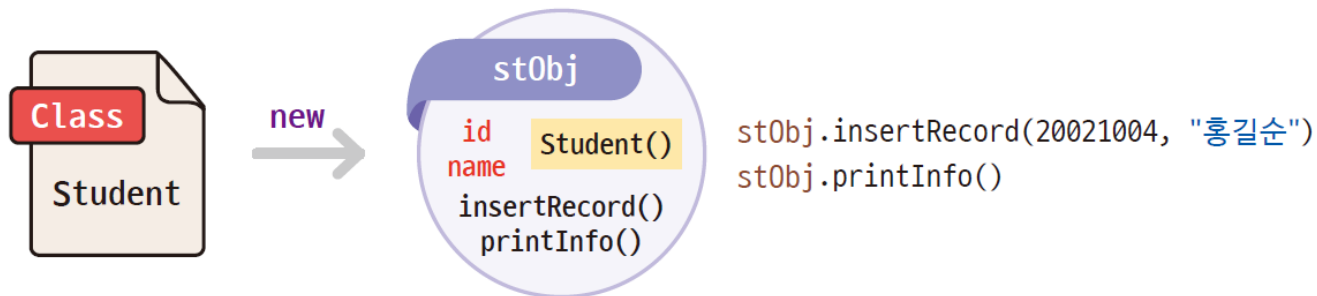 Class
Student
new
stObj
id
name
Student()
insertRecord()
printInfo()
stObj.insertRecord(20021004, "홍길순")
stObj.printInfo()